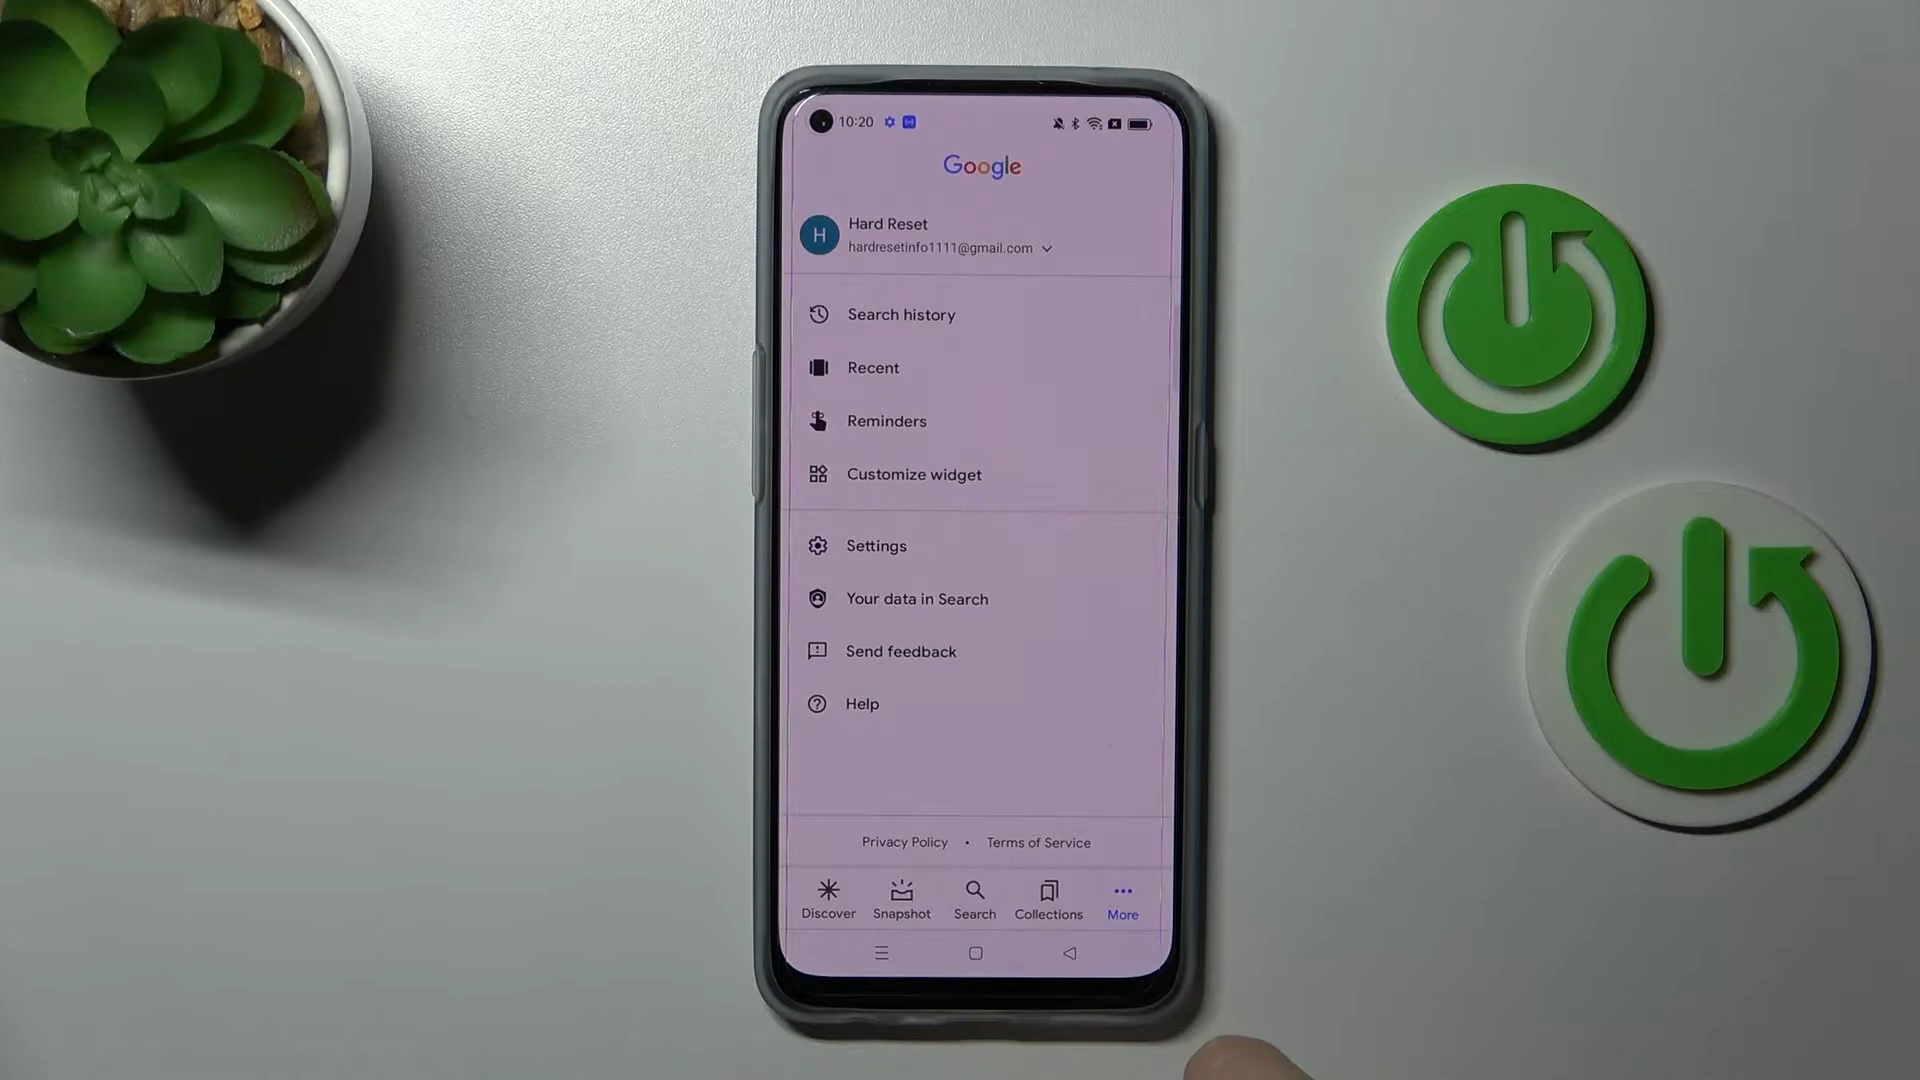 10:20
Google
H
Hard Reset
hardresetinfo1111@gmail.com
Search history
Recent
Reminders
Customize widget
Settings
Your data in Search
Send feedback
Help
Privacy Policy • Terms of Service
Discover Snapshot Search Collections More